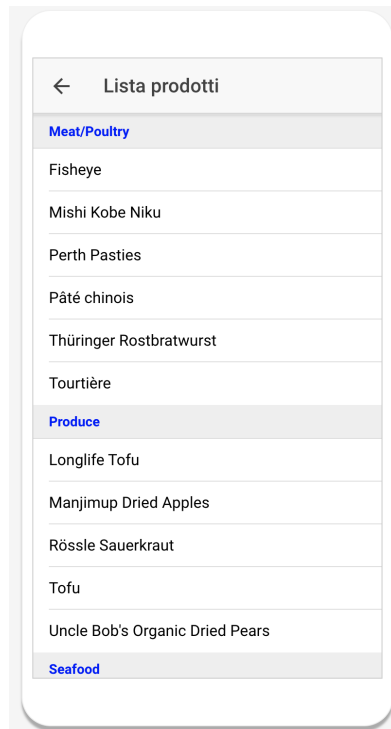 Lista prodotti
Meat/Poultry
Fisheye
Mishi Kobe Niku
Perth Pasties
Pâté chinois
Thüringer Rostbratwurst
Tourtière
Produce
Longlife Tofu
Manjimup Dried Apples
Rössle Sauerkraut
Tofu
Uncle Bob's Organic Dried Pears
Seafood